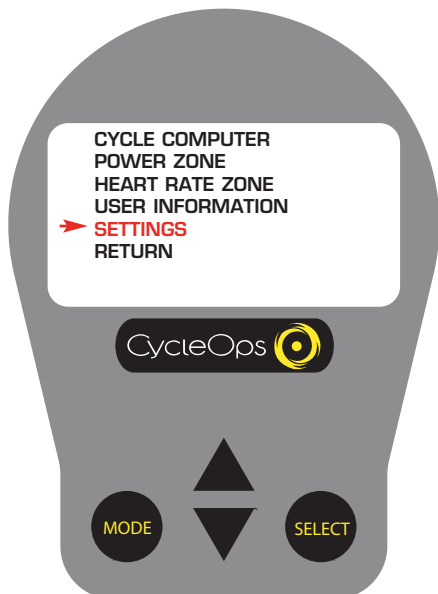 CYCLE COMPUTER
POWER ZONE
HEART RATE ZONE
USER INFORMATION
SETTINGS
RETURN
CycleOps
MODE
SELECT